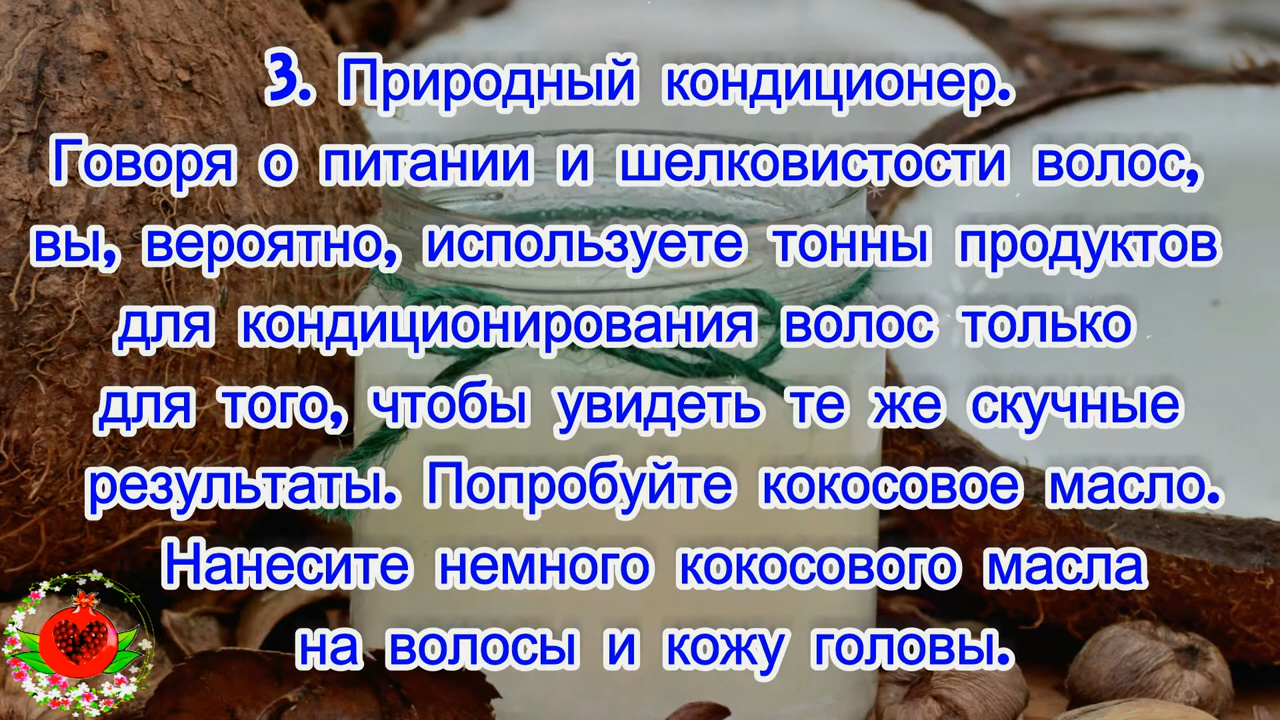 3. Природный кондиционер.
Говоря о питании и шелковистости волос,
вы, вероятно, используете тонны продуктов
для кондиционирования волос только
для того, чтобы увидеть те же скучные
результаты. Попробуйте кокосовое масло.
Нанесите немного кокосового масла
на волосы и кожу головы.